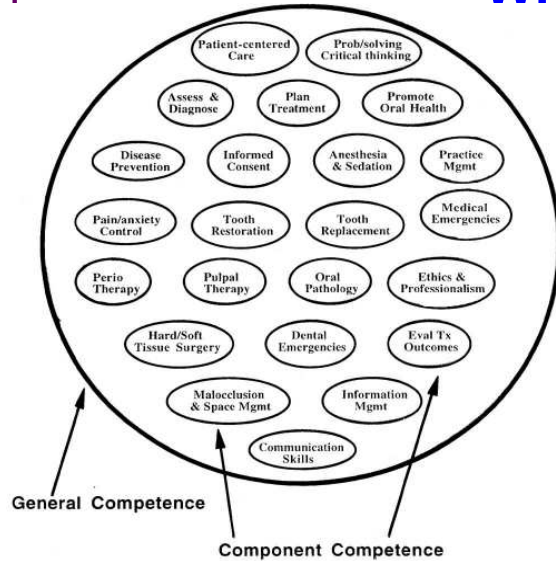 Patient-centered
Care
Prob/solving
Critical thinking
Assess &
Diagnose
Plan
Treatment
Promote
Oral Health
Disease
Prevention
Informed
Consent
Anesthesia
& Sedation
Practice
Mgmt
Pain/anxiety
Control
Tooth
Restoration
Tooth
Replacement
Medical
Emergencies
Perio
Therapy
Pulpal
Therapy
Oral
Pathology
Ethics &
Professionalism
Hard/Soft
Tissue Surgery
Dental
Emergencies
Eval Tx
Outcomes
Malocclusion
& Space Mgmt
Information
Mgmt
Communication
Skills
General Competence
Component Competence